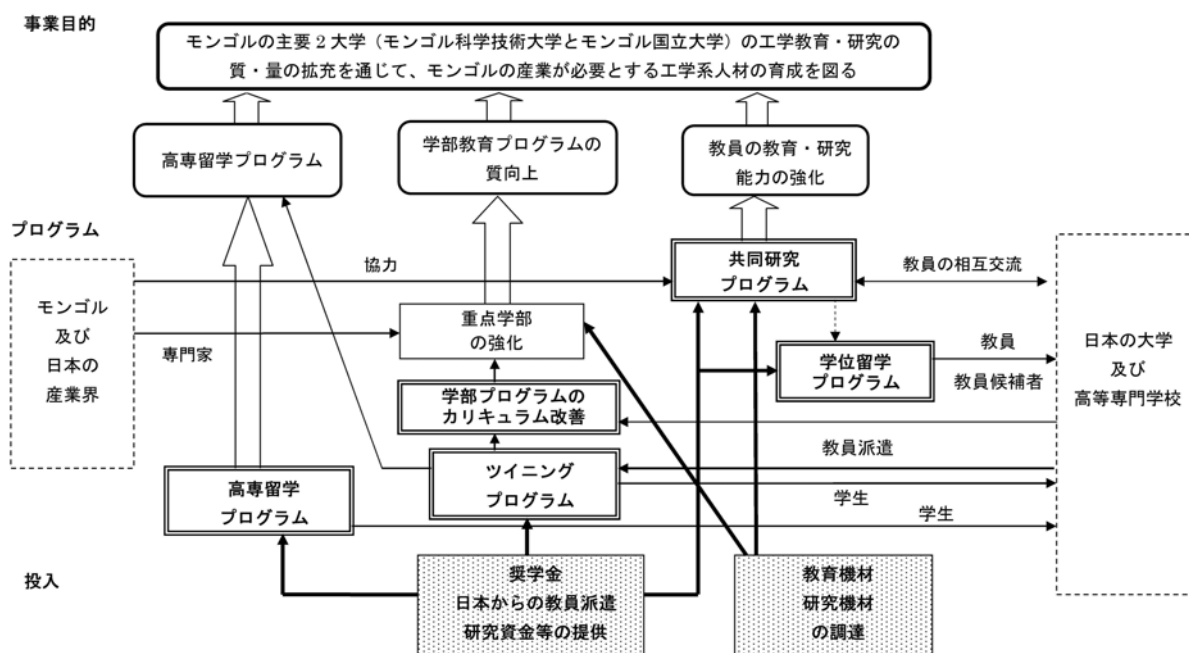 事業目的
モンゴルの主要2大学（モンゴル科学技術大学とモンゴル国立大学）の工学教育・研究の
質・量の拡充を通じて、モンゴルの産業が必要とする工学系人材の育成を図る
高専留学プログラム
学部教育プログラムの
質向上
教員の教育・研究
能力の強化
プログラム
モンゴル
及び
日本の
産業界
協力
専門家
共同研究
プログラム
教員の相互交流
重点学部
の強化
学位留学
プログラム
教員
教員候補者
日本の大学
及び
高等専門学校
学部プログラムの
カリキュラム改善
教員派遣
ツイニング
プログラム
学生
高専留学
プログラム
学生
投入
奨学金
日本からの教員派遣
研究資金等の提供
教育機材
研究機材
の調達